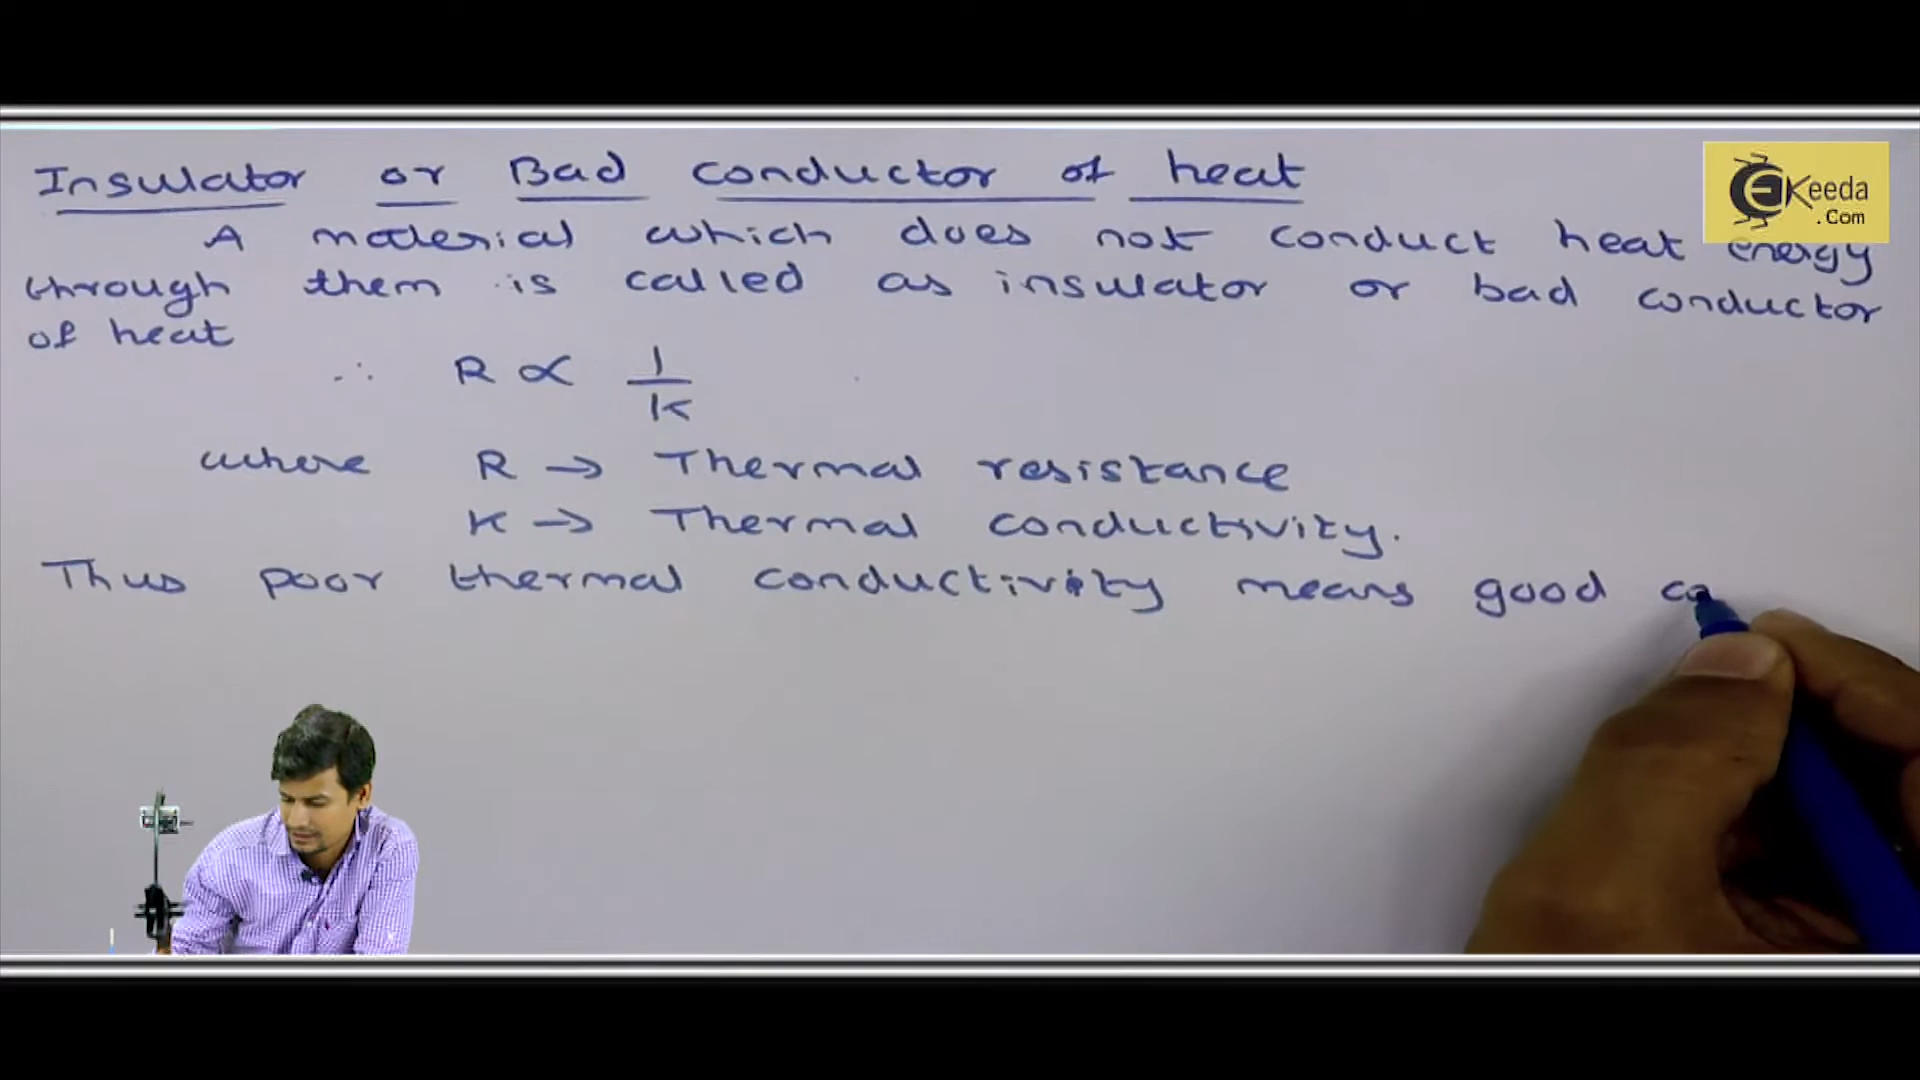 Insulator or Bad conductor of heat
EKeeda
.Com
A material which does not conduct heat energy
through them is called as insulator or bad conductor
of heat
∴ R ∝ 1/K
where R → Thermal resistance
K → Thermal conductivity.
Thus poor thermal conductivity means good co